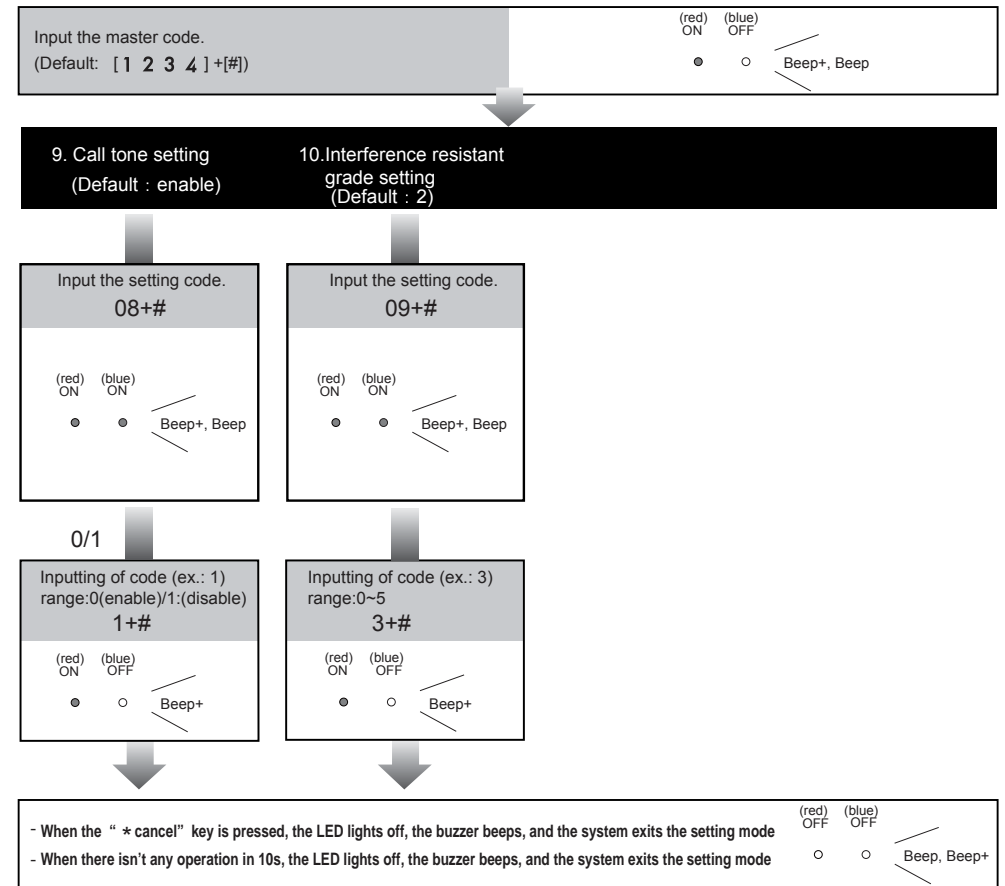 Input the master code.
(Default: [1 2 3 4]+[#])
(red) (blue)
ON OFF
Beep+, Beep
9. Call tone setting
(Default : enable)
10.Interference resistant
grade setting
(Default : 2)
Input the setting code.
08+#
(red) (blue)
ON ON
Beep+, Beep
Input the setting code.
09+#
(red) (blue)
ON ON
Beep+, Beep
0/1
Inputting of code (ex.: 1)
range:0(enable)/1:(disable)
1+#
(red) (blue)
ON OFF
Beep+
Inputting of code (ex.: 3)
range:0~5
3+#
(red) (blue)
ON OFF
Beep+
- When the “ * cancel” key is pressed, the LED lights off, the buzzer beeps, and the system exits the setting mode
- When there isn’t any operation in 10s, the LED lights off, the buzzer beeps, and the system exits the setting mode
(red) (blue)
OFF OFF
Beep, Beep+